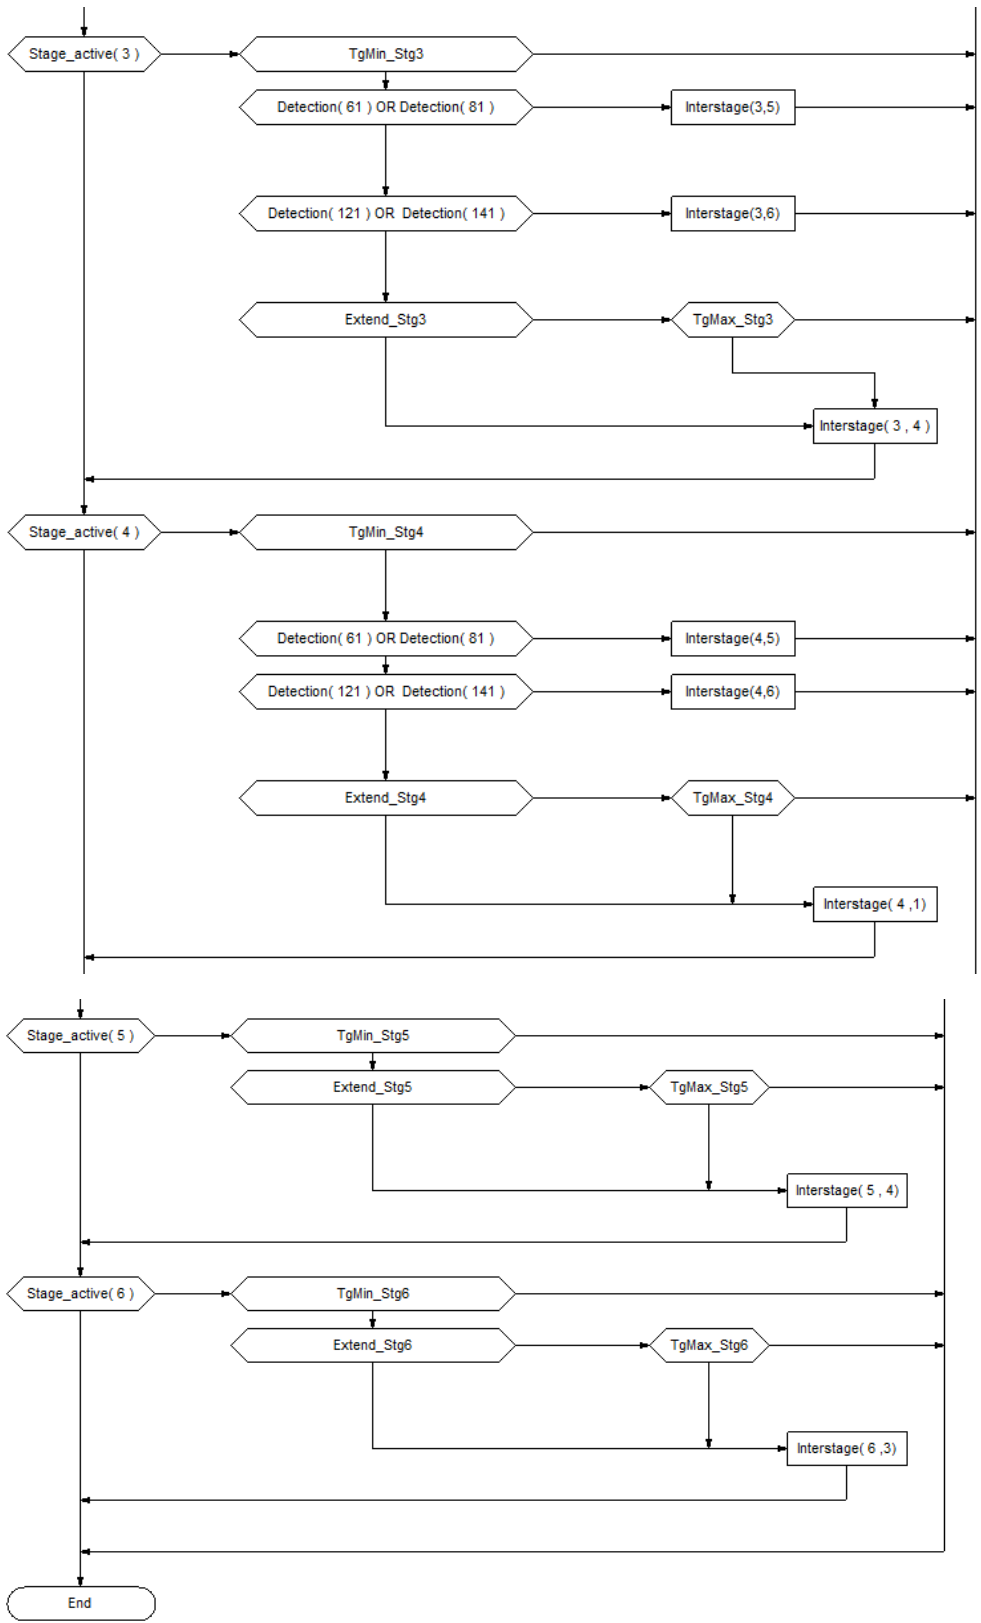 Stage_active( 3 )
TgMin_Stg3
Detection( 61 ) OR Detection( 81 )
Interstage(3,5)
Detection( 121 ) OR  Detection( 141 )
Interstage(3,6)
Extend_Stg3
TgMax_Stg3
Interstage( 3 , 4 )
Stage_active( 4 )
TgMin_Stg4
Detection( 61 ) OR Detection( 81 )
Interstage(4,5)
Detection( 121 ) OR  Detection( 141 )
Interstage(4,6)
Extend_Stg4
TgMax_Stg4
Interstage( 4 ,1)
Stage_active( 5 )
TgMin_Stg5
Extend_Stg5
TgMax_Stg5
Interstage( 5 , 4)
Stage_active( 6 )
TgMin_Stg6
Extend_Stg6
TgMax_Stg6
Interstage( 6 ,3)
End